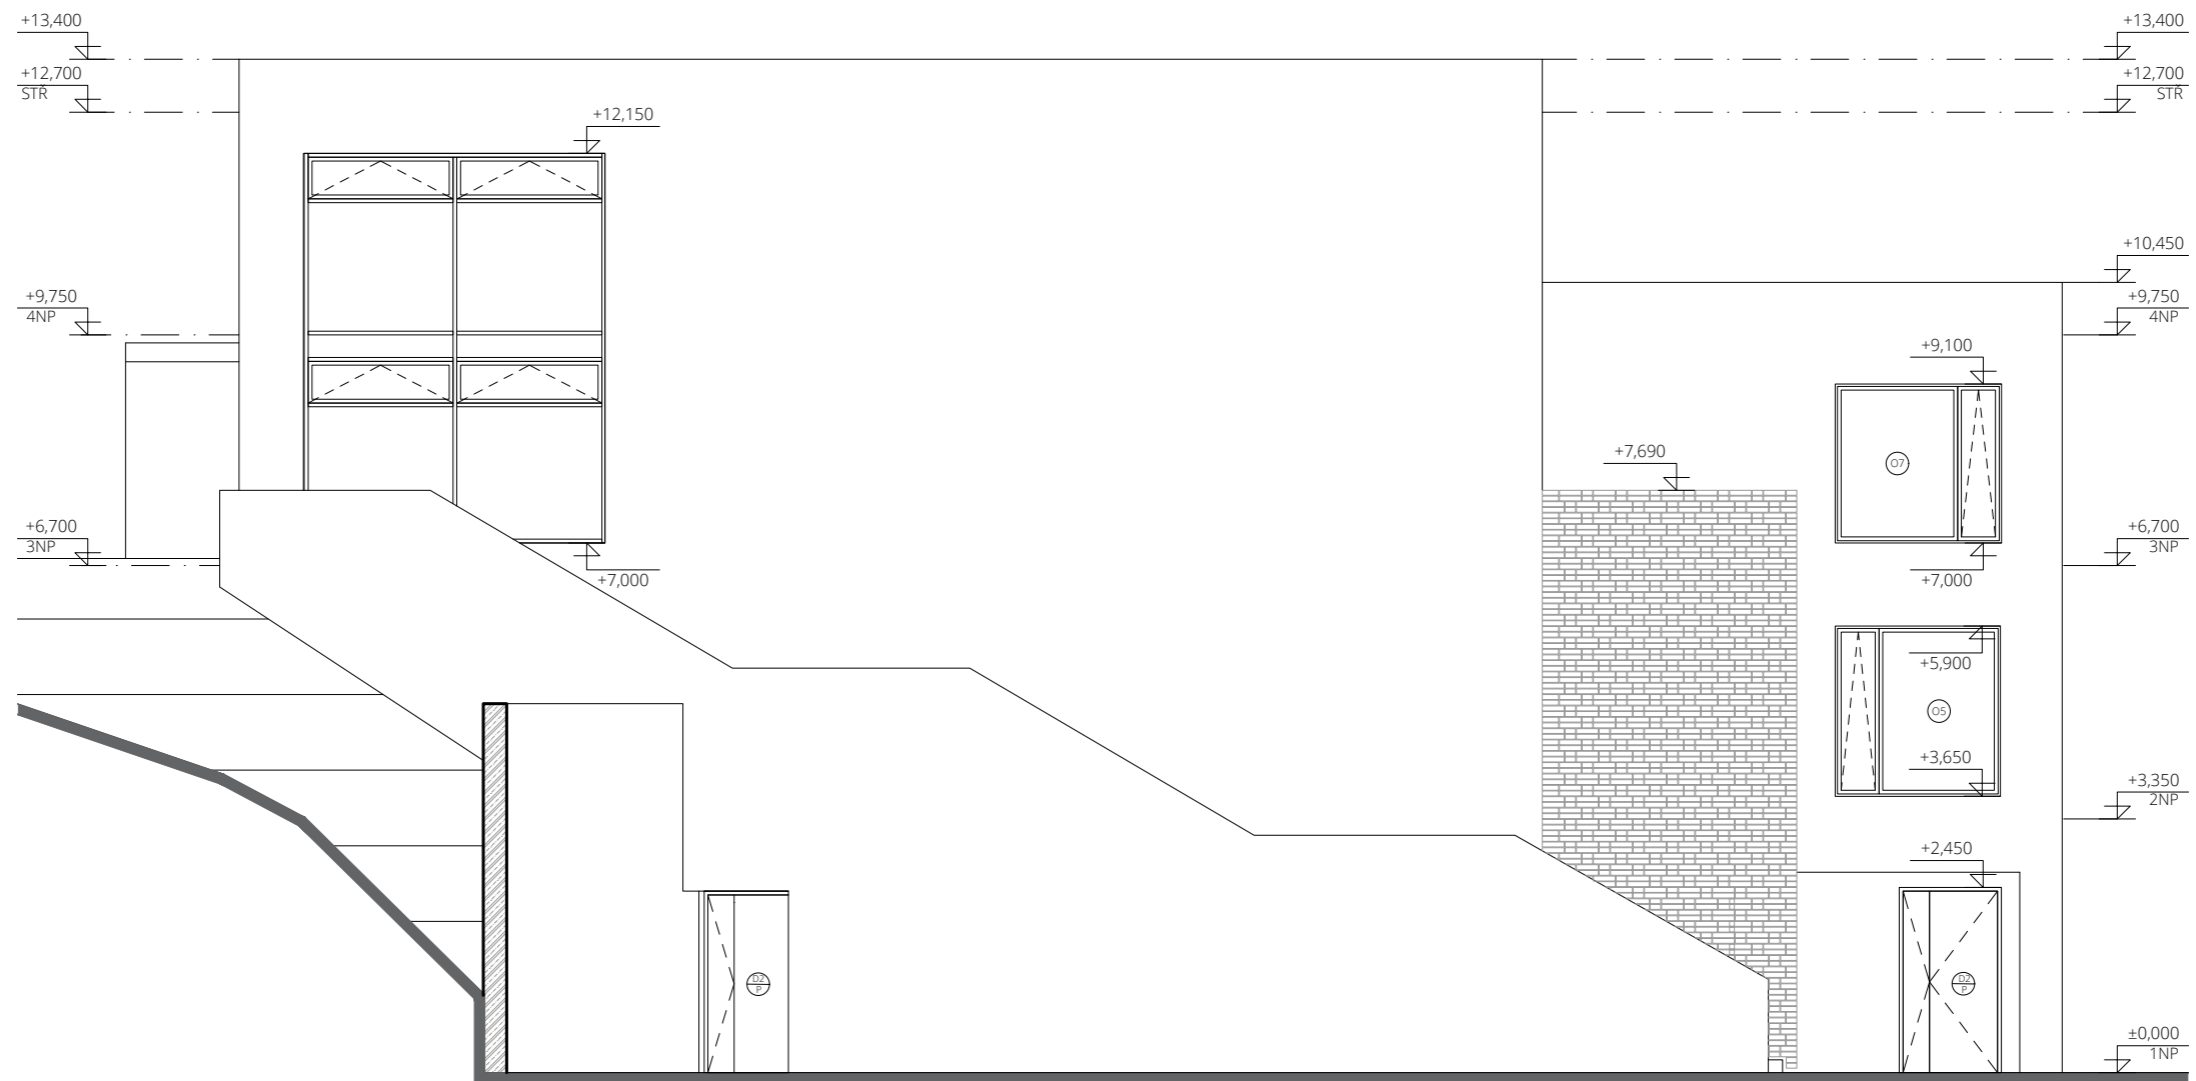 +13,400
+13,400
+12,700
STŘ
+12,700
STŘ
+12,150
+10,450
+9,750
4NP
+9,750
4NP
+9,100
+7,690
O7
+6,700
3NP
+6,700
3NP
+7,000
+7,000
+5,900
O5
+3,650
+3,350
2NP
+2,450
D2
P
D2
P
±0,000
1NP